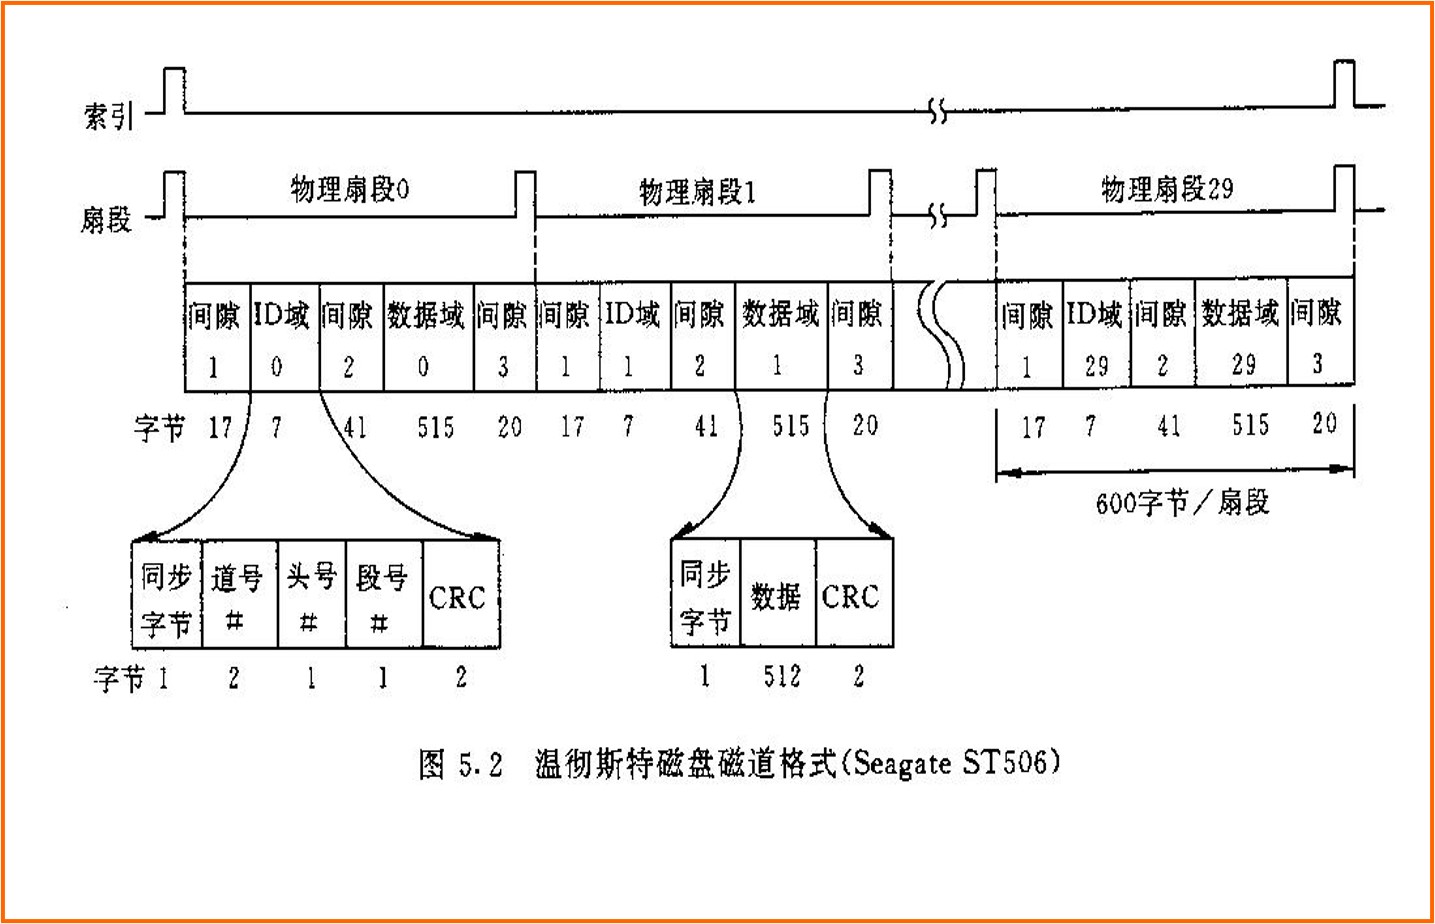 索引
扇段 物理扇段0 物理扇段1 物理扇段29
间隙 ID域 间隙 数据域 间隙 间隙 ID域 间隙 数据域 间隙 间隙 ID域 间隙 数据域 间隙
1 0 2 0 3 1 1 2 1 3 1 29 2 29 3
字节 17 7 41 515 20 17 7 41 515 20 17 7 41 515 20
600字节/扇段
同步 道号 头号 段号 CRC 同步 数据 CRC
字节 # # # 字节
字节 1 2 1 1 2 1 512 2
图 5.2 温彻斯特磁盘磁道格式(Seagate ST506)